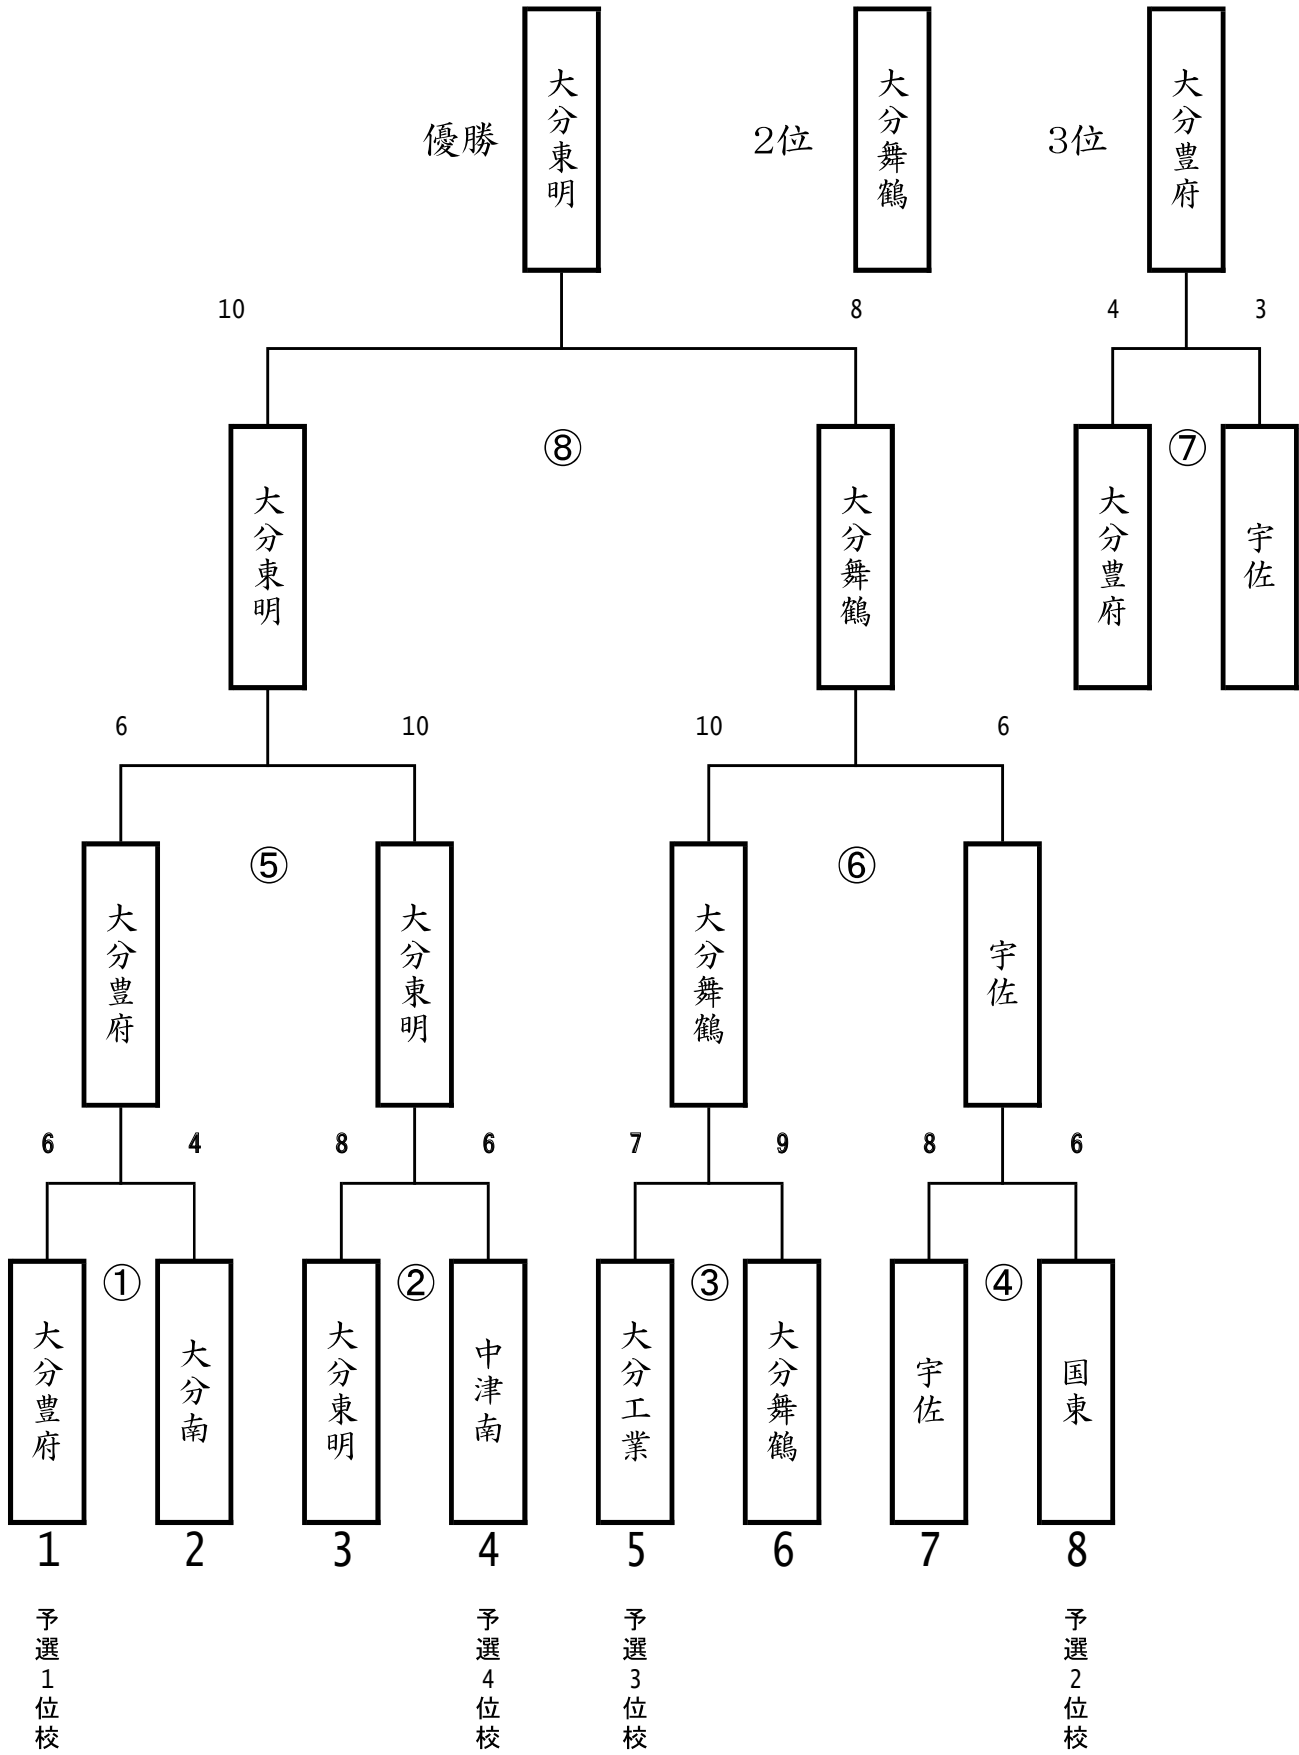 優勝
大分東明
2位
大分舞鶴
3位
大分豊府
10
8
4
3
大分東明
⑧
大分舞鶴
大分豊府
⑦
宇佐
6
10
10
6
大分豊府
⑤
大分東明
大分舞鶴
⑥
宇佐
6
4
8
6
7
9
8
6
大分豊府
①
大分南
大分東明
②
中津南
大分工業
③
大分舞鶴
宇佐
④
国東
1
2
3
4
5
6
7
8
予選1位校
予選4位校
予選3位校
予選2位校